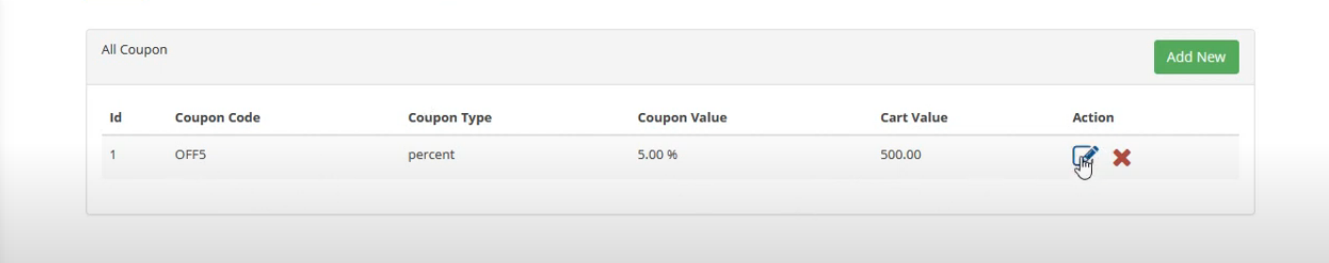 All Coupon
Add New
Id Coupon Code Coupon Type Coupon Value Cart Value Action
1 OFF5 percent 5.00 % 500.00